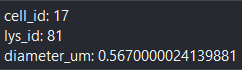 cell_id: 17
lys_id: 81
diameter_um: 0.5670000024139881